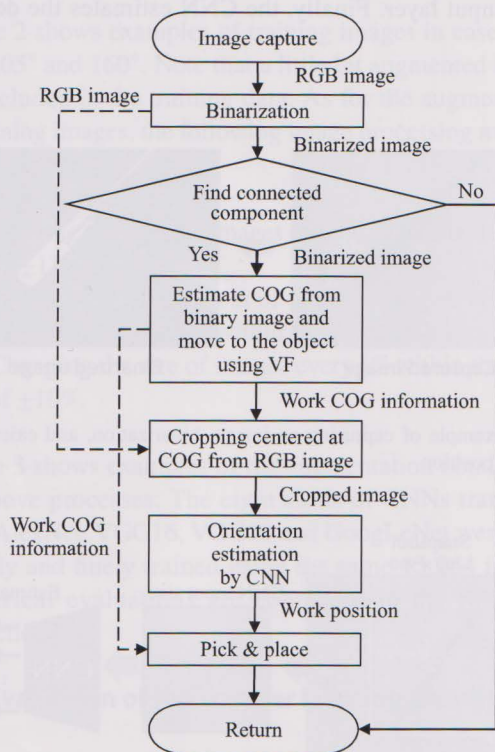 Image capture
RGB image
RGB image
Binarization
Binarized image
Find connected
component
No
Yes
Binarized image
Estimate COG from
binary image and
move to the object
using VF
Work COG information
Cropping centered at
COG from RGB image
Cropped image
Work COG
information
Orientation
estimation
by CNN
Work position
Pick & place
Return